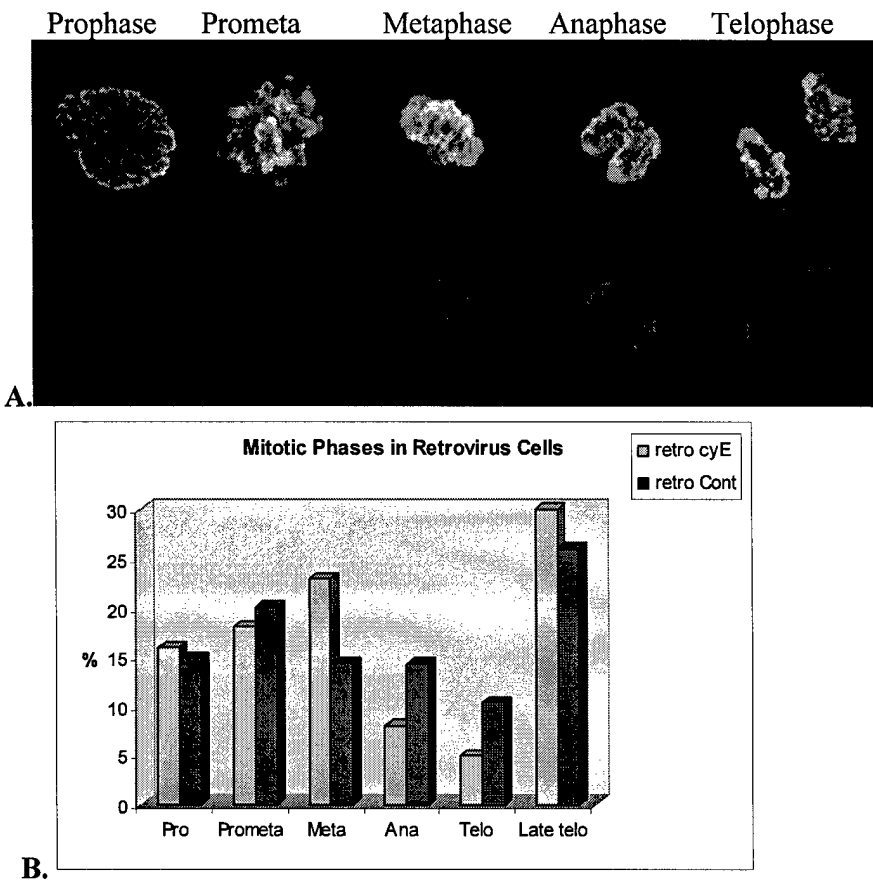 Prophase Prometa Metaphase Anaphase Telophase
A.
Mitotic Phases in Retrovirus Cells
retro cyE
retro Cont
30
25
20
15
10
5
0
%
Pro Prometa Meta Ana Telo Late telo
B.